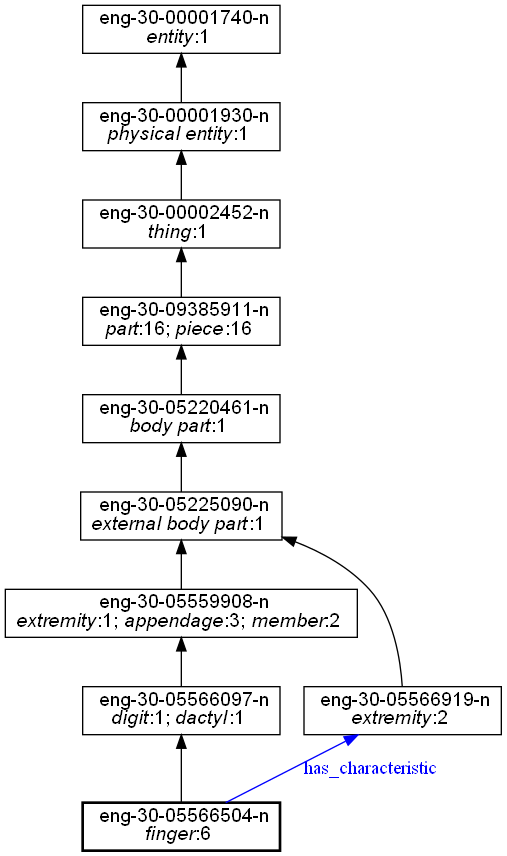 eng-30-00001740-n
entity:1
eng-30-00001930-n
physical entity:1
eng-30-00002452-n
thing:1
eng-30-09385911-n
part:16; piece:16
eng-30-05220461-n
body part:1
eng-30-05225090-n
external body part:1
eng-30-05559908-n
extremity:1; appendage:3; member:2
eng-30-05566097-n
digit:1; dactyl:1
eng-30-05566919-n
extremity:2
has_characteristic
eng-30-05566504-n
finger:6